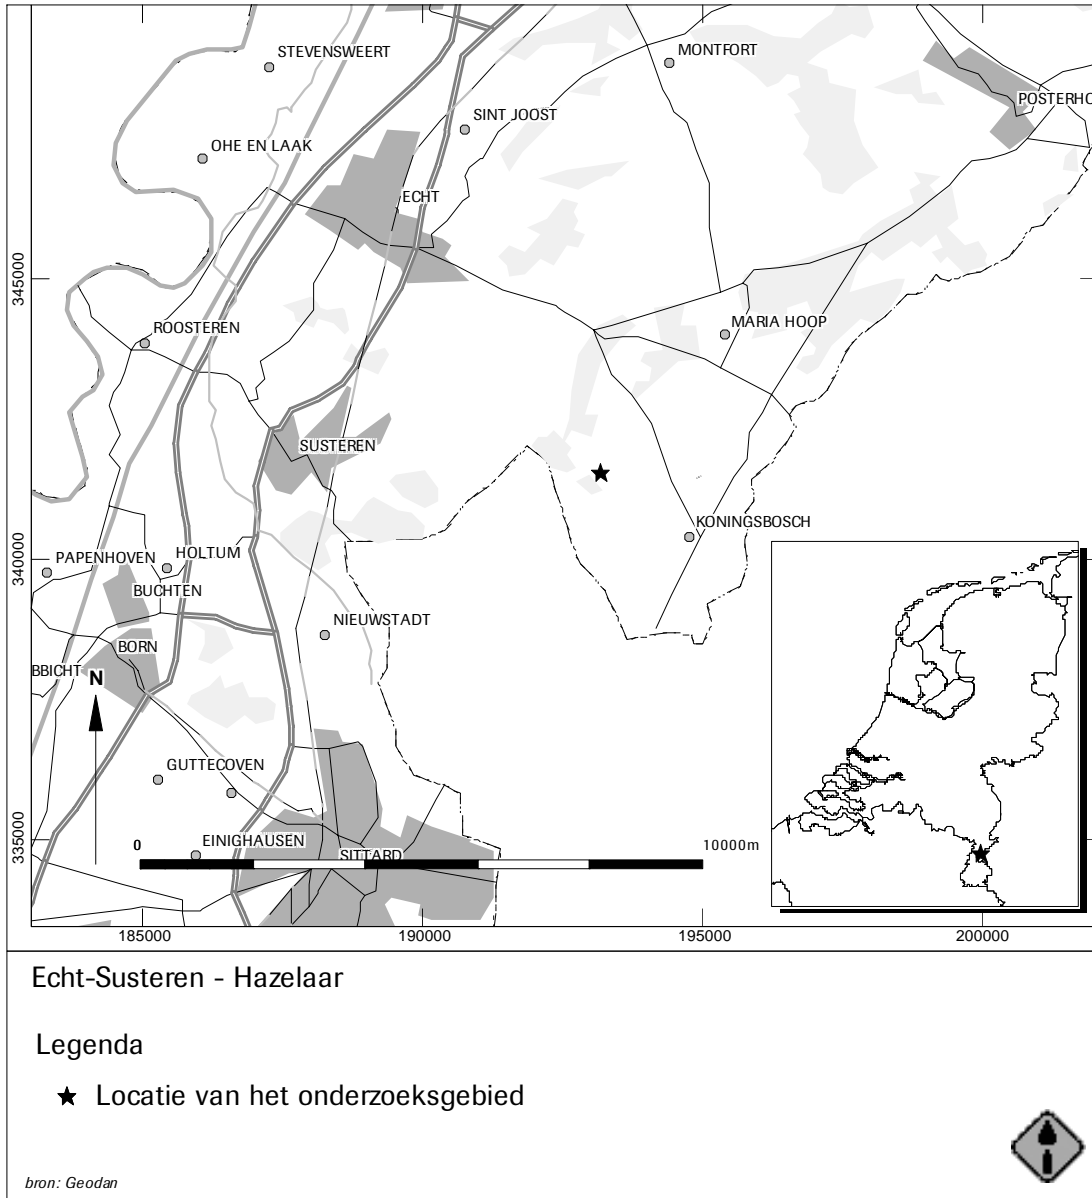 STEVENSWEERT
MONTFORT
POSTERHO
SINT JOOST
OHE EN LAAK
ECHT
345000
ROOSTEREN
MARIA HOOP
SUSTEREN
KONINGSBOSCH
340000
PAPENHOVEN
HOLTUM
BUCHTEN
NIEUWSTADT
BORN
BBICHT
N
GUTTECOVEN
335000
EINIGHAUSEN
0
10000m
SITTARD
185000
190000
195000
200000
Echt-Susteren - Hazelaar
Legenda
Locatie van het onderzoeksgebied
bron: Geodan